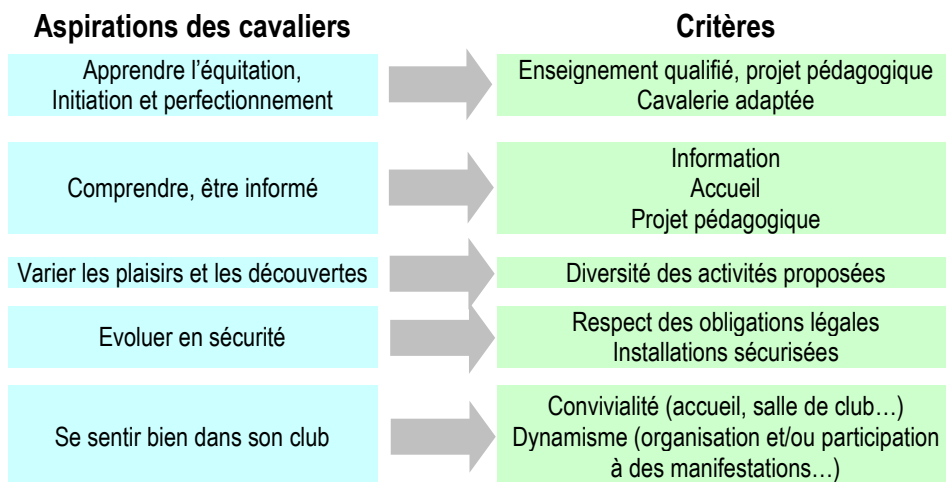 Aspirations des cavaliers
Critères
Apprendre l’équitation,
Initiation et perfectionnement
Enseignement qualifié, projet pédagogique
Cavalerie adaptée
Comprendre, être informé
Information
Accueil
Projet pédagogique
Varier les plaisirs et les découvertes
Diversité des activités proposées
Evoluer en sécurité
Respect des obligations légales
Installations sécurisées
Se sentir bien dans son club
Convivialité (accueil, salle de club…)
Dynamisme (organisation et/ou participation
à des manifestations…)